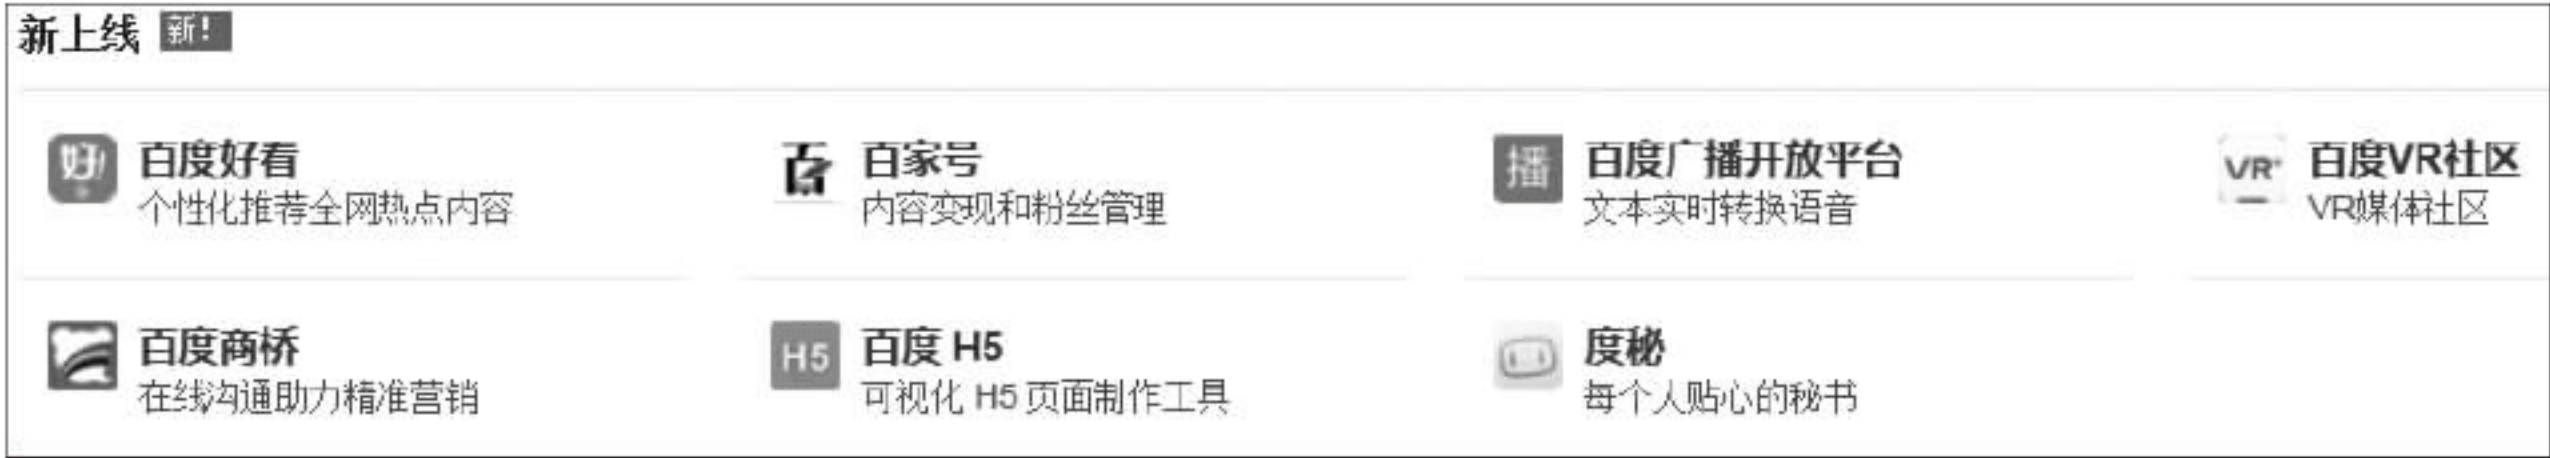 新上线 新!
好!
百度好看
个性化推荐全网热点内容
百
百家号
内容变现和粉丝管理
播
百度广播开放平台
文本实时转换语音
VR+
百度VR社区
VR媒体社区
百度商桥
在线沟通助力精准营销
H5
百度 H5
可视化 H5 页面制作工具
度秘
每个人贴心的秘书